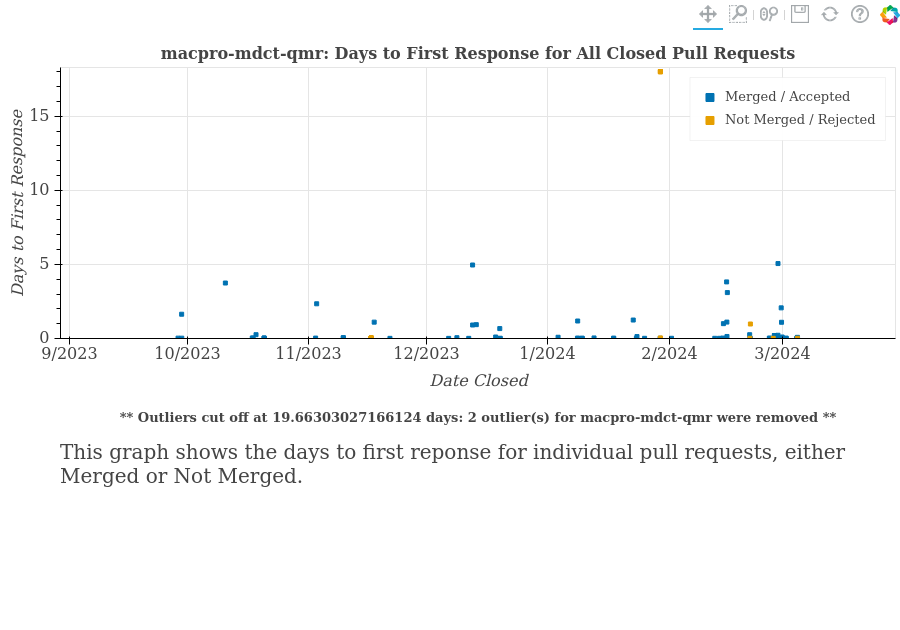 macpro-mdct-qmr: Days to First Response for All Closed Pull Requests
Merged / Accepted
Not Merged / Rejected
Days to First Response
15
10
5
0
9/2023 10/2023 11/2023 12/2023 1/2024 2/2024 3/2024
Date Closed
** Outliers cut off at 19.66303027166124 days: 2 outlier(s) for macpro-mdct-qmr were removed **
This graph shows the days to first reponse for individual pull requests, either
Merged or Not Merged.